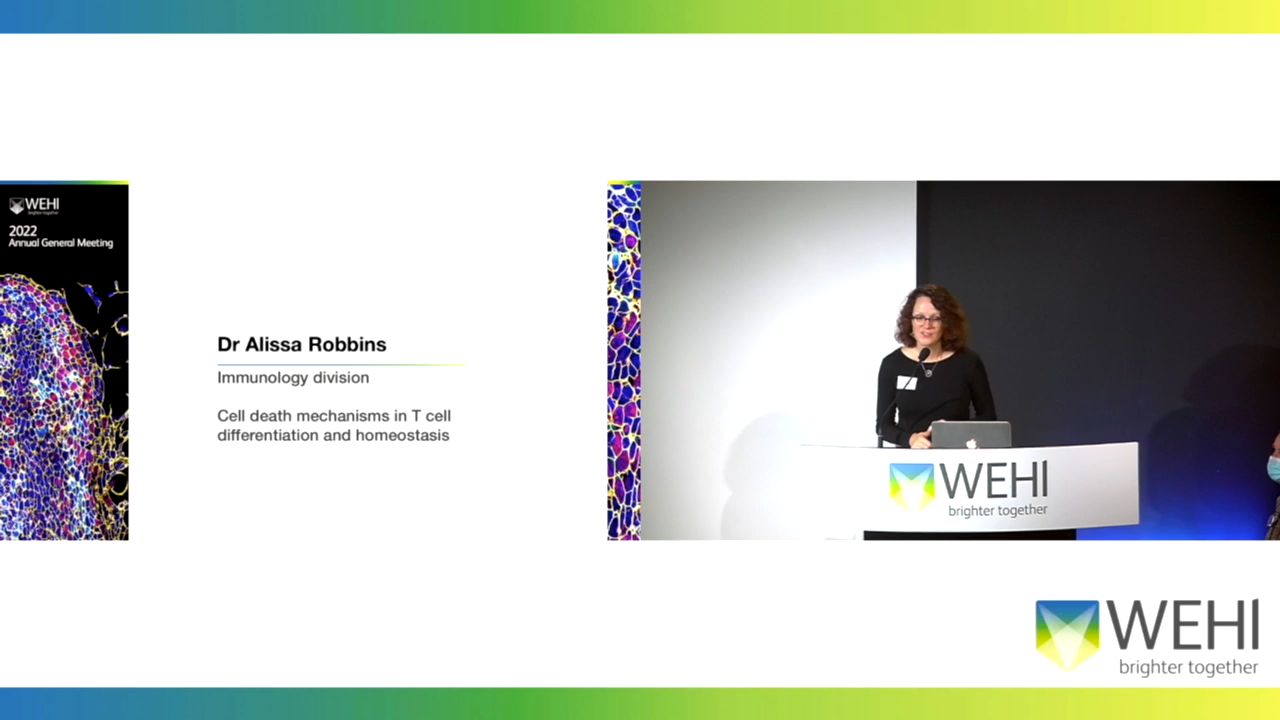 WEHI
brighter together
2022
Annual General Meeting
Dr Alissa Robbins
Immunology division
Cell death mechanisms in T cell
differentiation and homeostasis
WEHI
brighter together
WEHI
brighter together